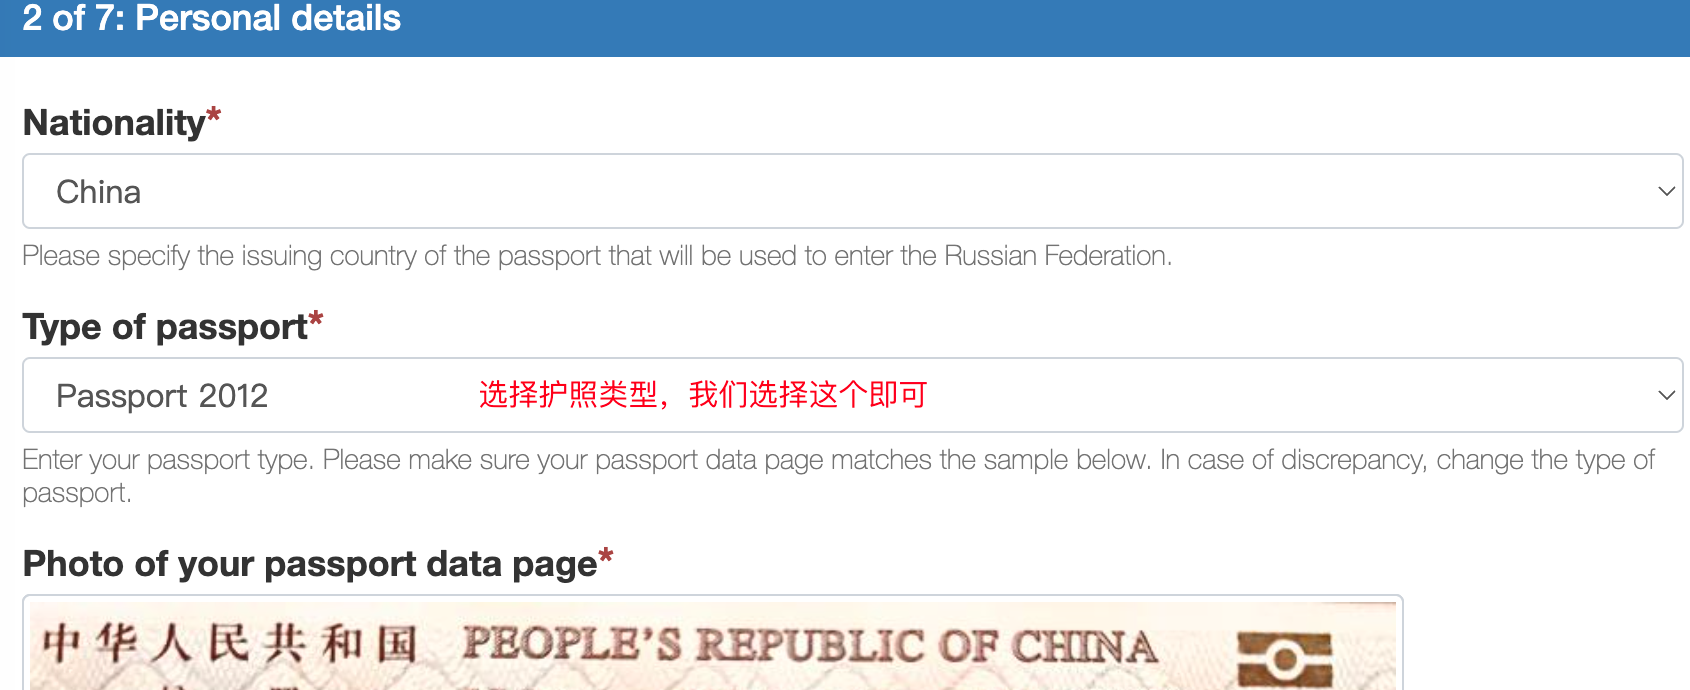 2 of 7: Personal details
Nationality*
China
Please specify the issuing country of the passport that will be used to enter the Russian Federation.
Type of passport*
Passport 2012
选择护照类型，我们选择这个即可
Enter your passport type. Please make sure your passport data page matches the sample below. In case of discrepancy, change the type of
passport.
Photo of your passport data page*
中华人民共和国 PEOPLE'S REPUBLIC OF CHINA